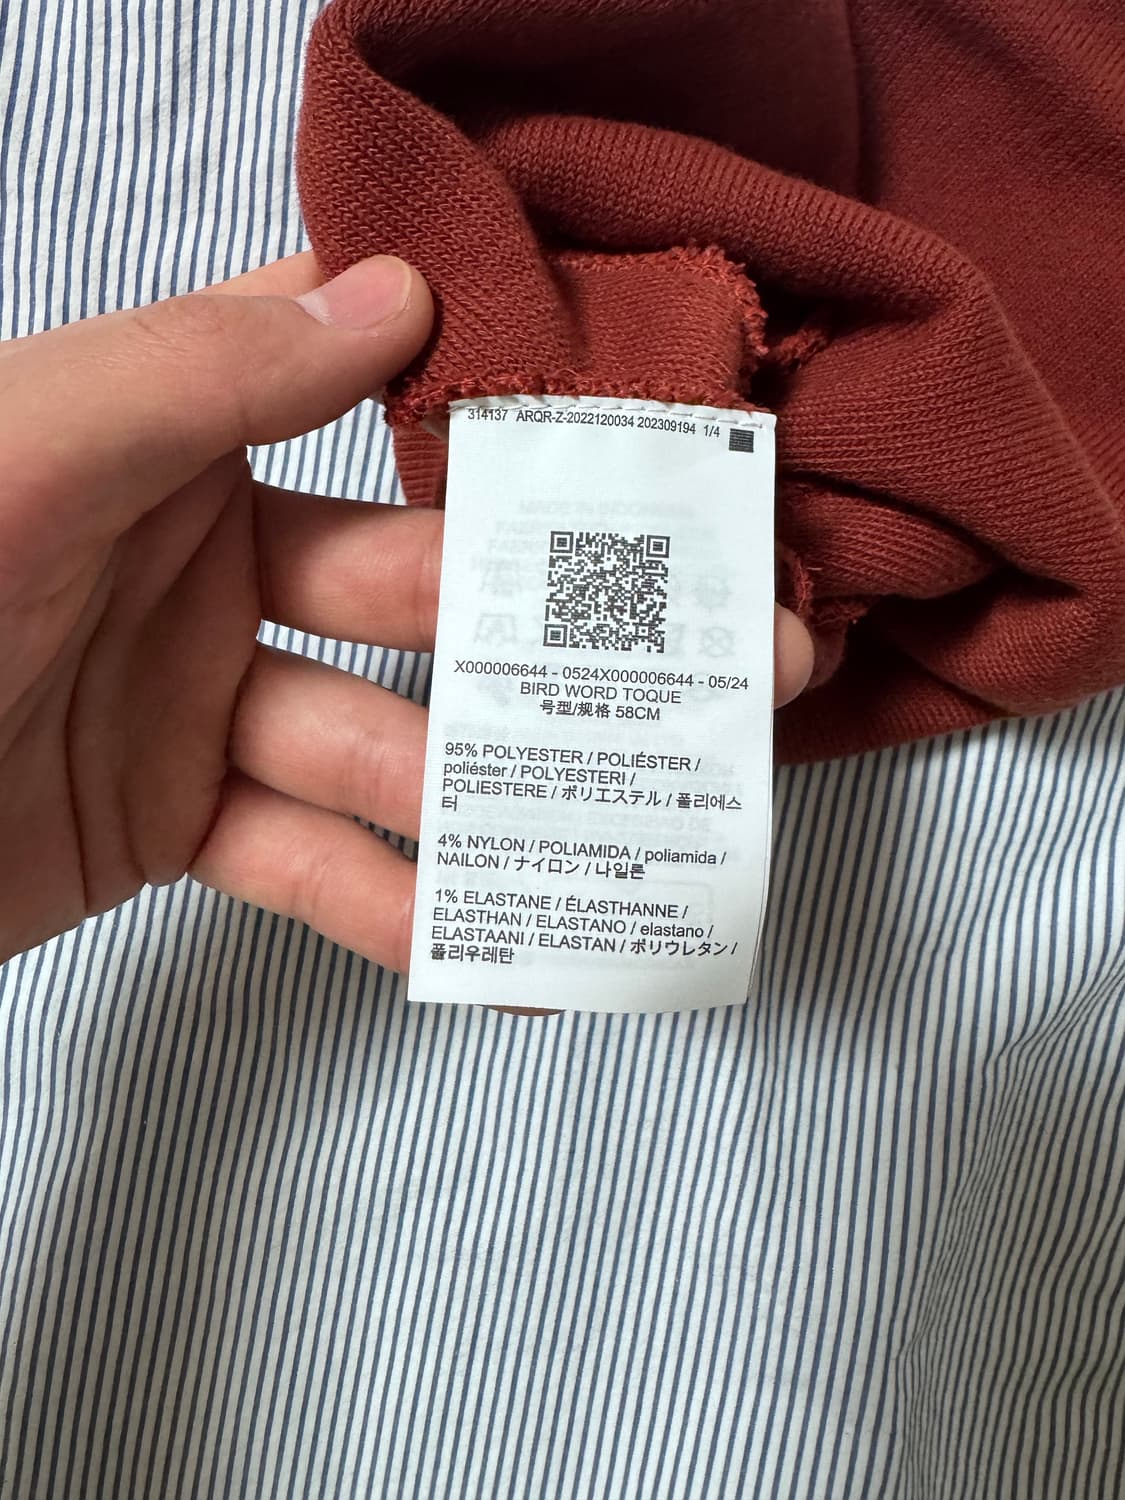 314137 ARQR-Z-2022120034 202309194 1/4
X000006644 - 0524X000006644 - 05/24
BIRD WORD TOQUE
号型/规格 58CM
95% POLYESTER / POLIÉSTER /
poliéster / POLYESTERI /
POLIESTERE / ポリエステル / 폴리에스
터
4% NYLON / POLIAMIDA / poliamida /
NAILON / ナイロン / 나일론
1% ELASTANE / ÉLASTHANNE /
ELASTHAN / ELASTANO / elastano /
ELASTAANI / ELASTAN / ポリウレタン /
폴리우레탄